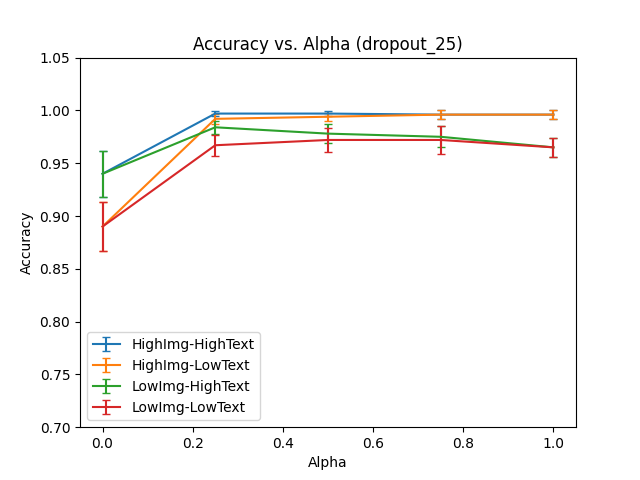 Accuracy vs. Alpha (dropout_25)
1.05
1.00
0.95
0.90
0.85
0.80
0.75
0.70
Accuracy
HighImg-HighText
HighImg-LowText
LowImg-HighText
LowImg-LowText
0.0 0.2 0.4 0.6 0.8 1.0
Alpha